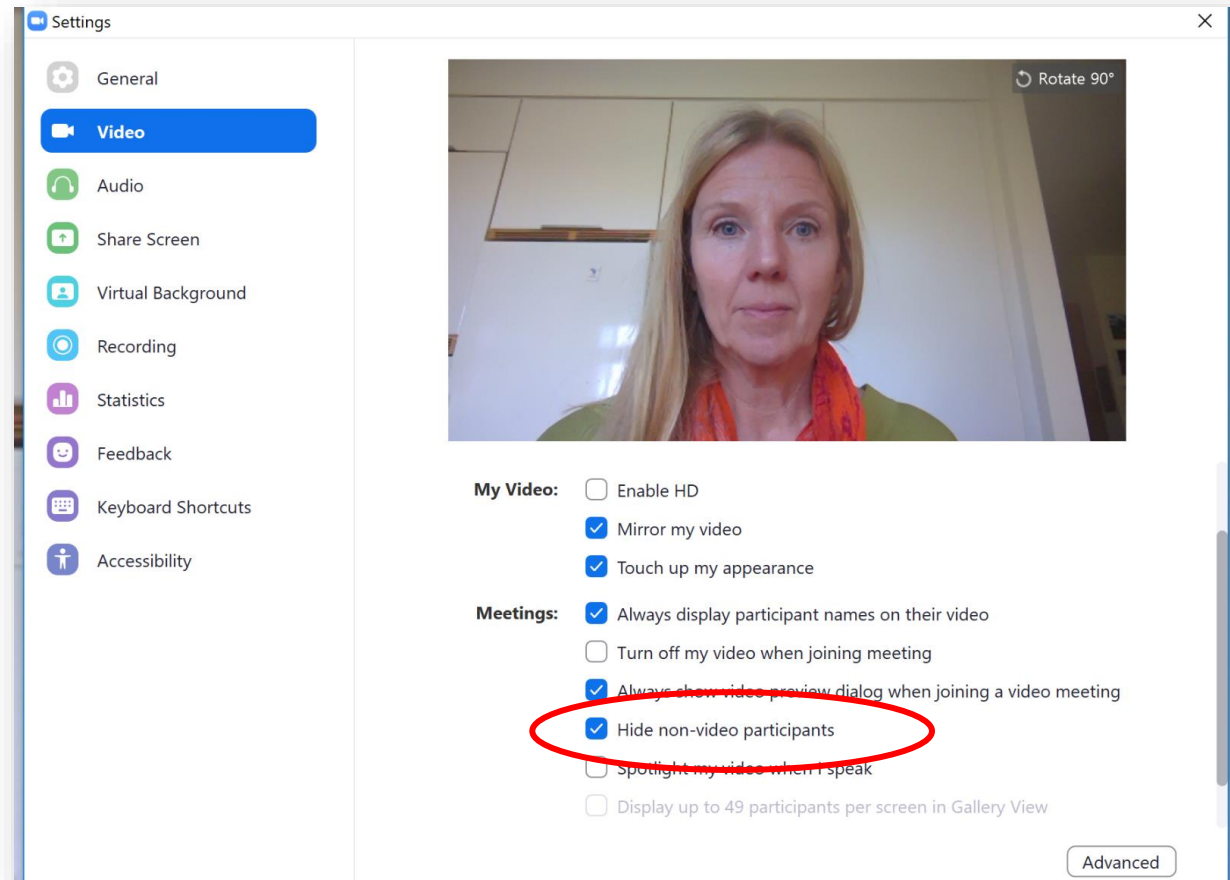 Settings
General
Video
Audio
Share Screen
Virtual Background
Recording
Statistics
Feedback
Keyboard Shortcuts
Accessibility
Rotate 90°
My Video: Enable HD
Mirror my video
Touch up my appearance
Meetings: Always display participant names on their video
Turn off my video when joining meeting
Always show video preview dialog when joining a video meeting
Hide non-video participants
Spotlight my video when I speak
Display up to 49 participants per screen in Gallery View
Advanced